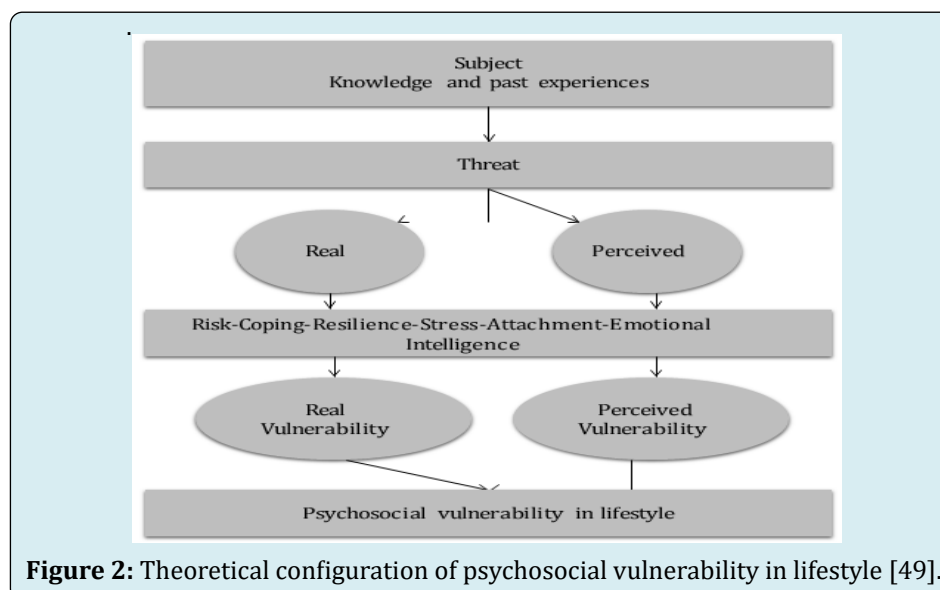 Subject
Knowledge and past experiences
Threat
Real
Perceived
Risk-Coping-Resilience-Stress-Attachment-Emotional
Intelligence
Real
Vulnerability
Perceived
Vulnerability
Psychosocial vulnerability in lifestyle
Figure 2: Theoretical configuration of psychosocial vulnerability in lifestyle [49].